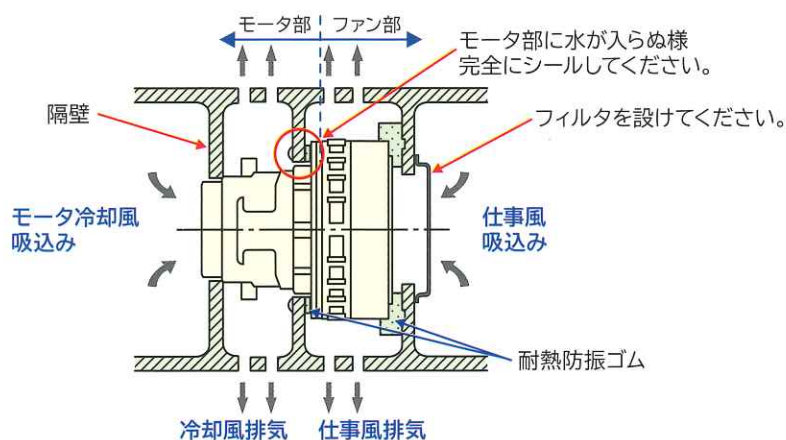 モータ部 ファン部
モータ部に水が入らぬ様
完全にシールしてください。
隔壁
フィルタを設けてください。
モータ冷却風
吸込み
仕事風
吸込み
耐熱防振ゴム
冷却風排気 仕事風排気